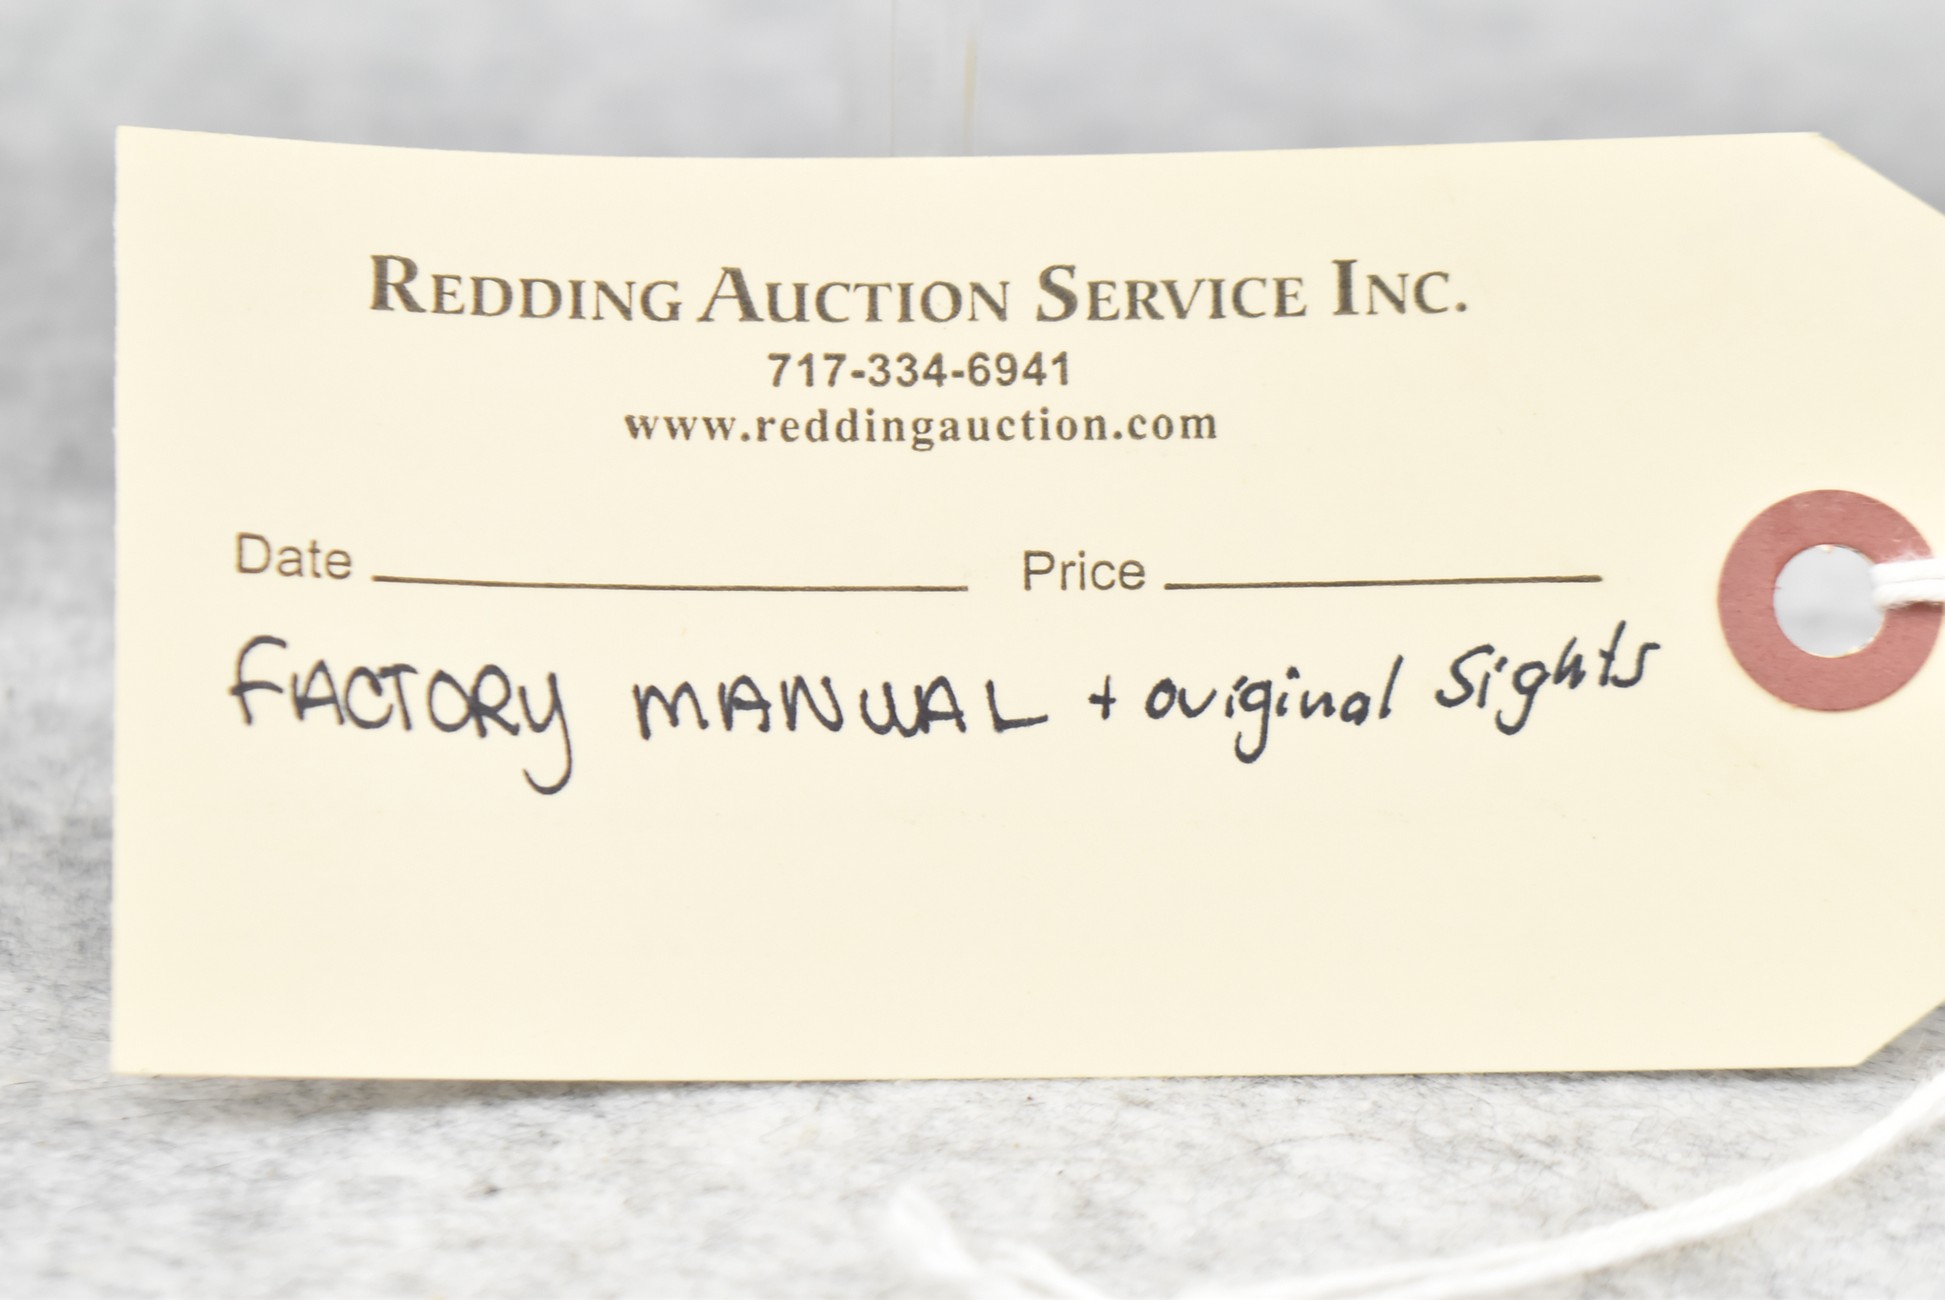 REDDING AUCTION SERVICE INC.
717-334-6941
www.reddingauction.com
Date Price
FACTORY MANUAL + original Sights